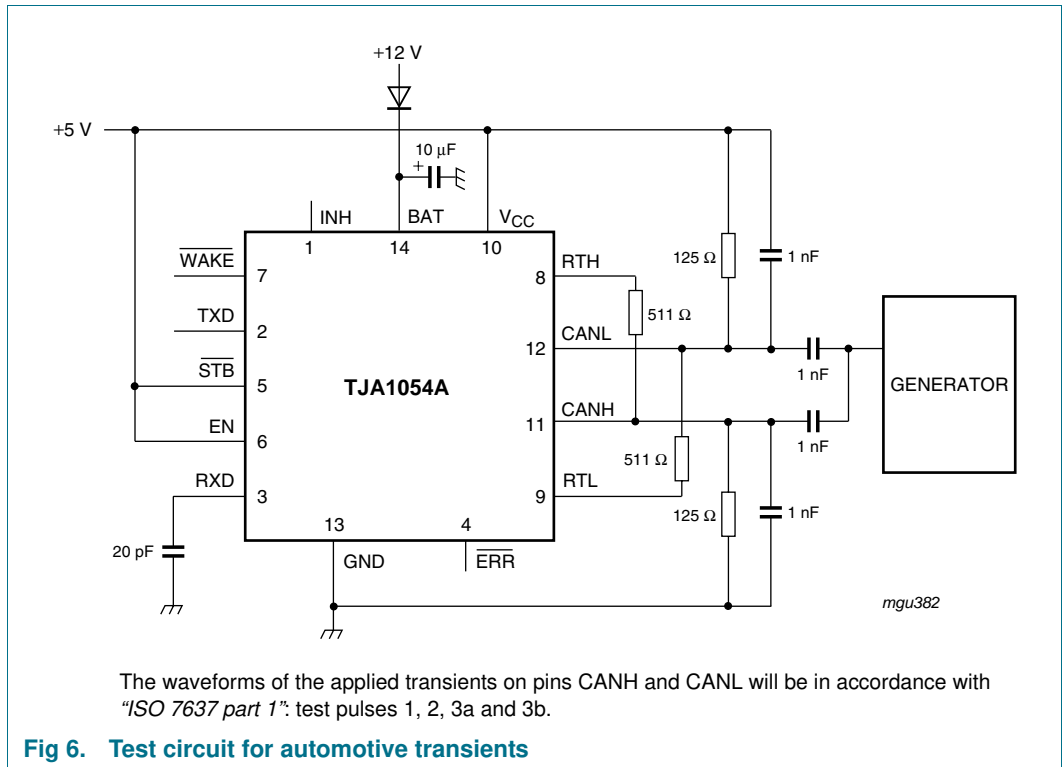 +12 V
+5 V
10 μF
+
INH
BAT
VCC
1
14
10
WAKE
7
RTH
8
125 Ω
1 nF
511 Ω
TXD
2
CANL
12
STB
5
TJA1054A
1 nF
GENERATOR
CANH
11
EN
6
1 nF
511 Ω
RXD
3
RTL
9
125 Ω
1 nF
13
4
20 pF
GND
ERR
mgu382
The waveforms of the applied transients on pins CANH and CANL will be in accordance with
“ISO 7637 part 1”: test pulses 1, 2, 3a and 3b.
Fig 6. Test circuit for automotive transients